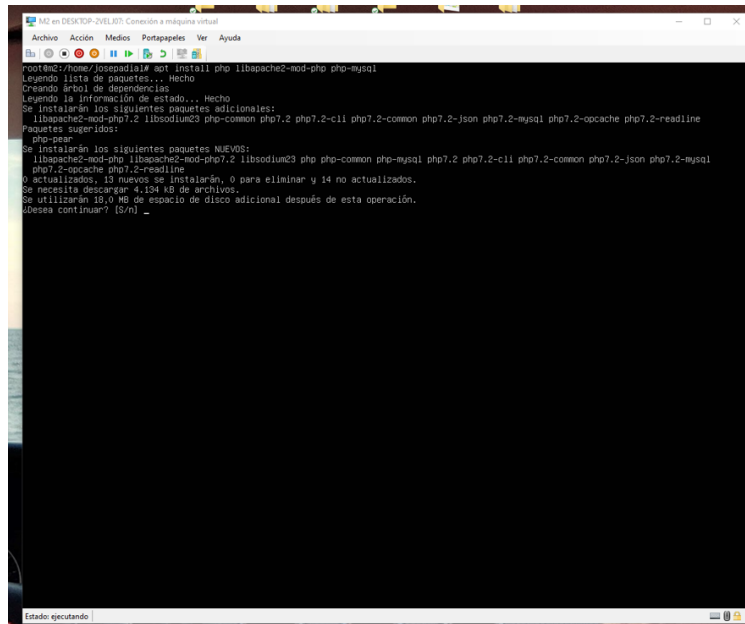 M2 en DESKTOP-2VELJ07: Conexión a máquina virtual
Archivo Acción Medios Portapapeles Ver Ayuda
root@m2:/home/josepadial# apt install php libapache2-mod-php php-mysql
Leyendo lista de paquetes... Hecho
Creando árbol de dependencias
Leyendo la información de estado... Hecho
Se instalarán los siguientes paquetes adicionales:
libapache2-mod-php7.2 libsodium23 php-common php7.2 php7.2-cli php7.2-common php7.2-json php7.2-mysql php7.2-opcache php7.2-readline
Paquetes sugeridos:
php-pear
Se instalarán los siguientes paquetes NUEVOS:
libapache2-mod-php libapache2-mod-php7.2 libsodium23 php php-common php-mysql php7.2 php7.2-cli php7.2-common php7.2-json php7.2-mysql
php7.2-opcache php7.2-readline
0 actualizados, 13 nuevos se instalarán, 0 para eliminar y 14 no actualizados.
Se necesita descargar 4.134 kB de archivos.
Se utilizarán 18,0 MB de espacio de disco adicional después de esta operación.
¿Desea continuar? [S/n] _
Estado: ejecutando